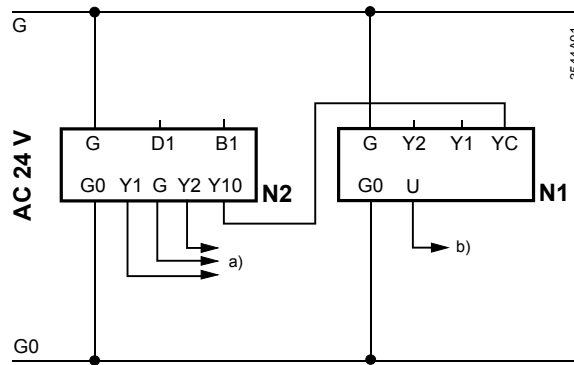 G
AC 24 V
G D1 B1
G0 Y1 G Y2 Y10
N2
a)
G Y2 Y1 YC
G0 U
N1
b)
G0